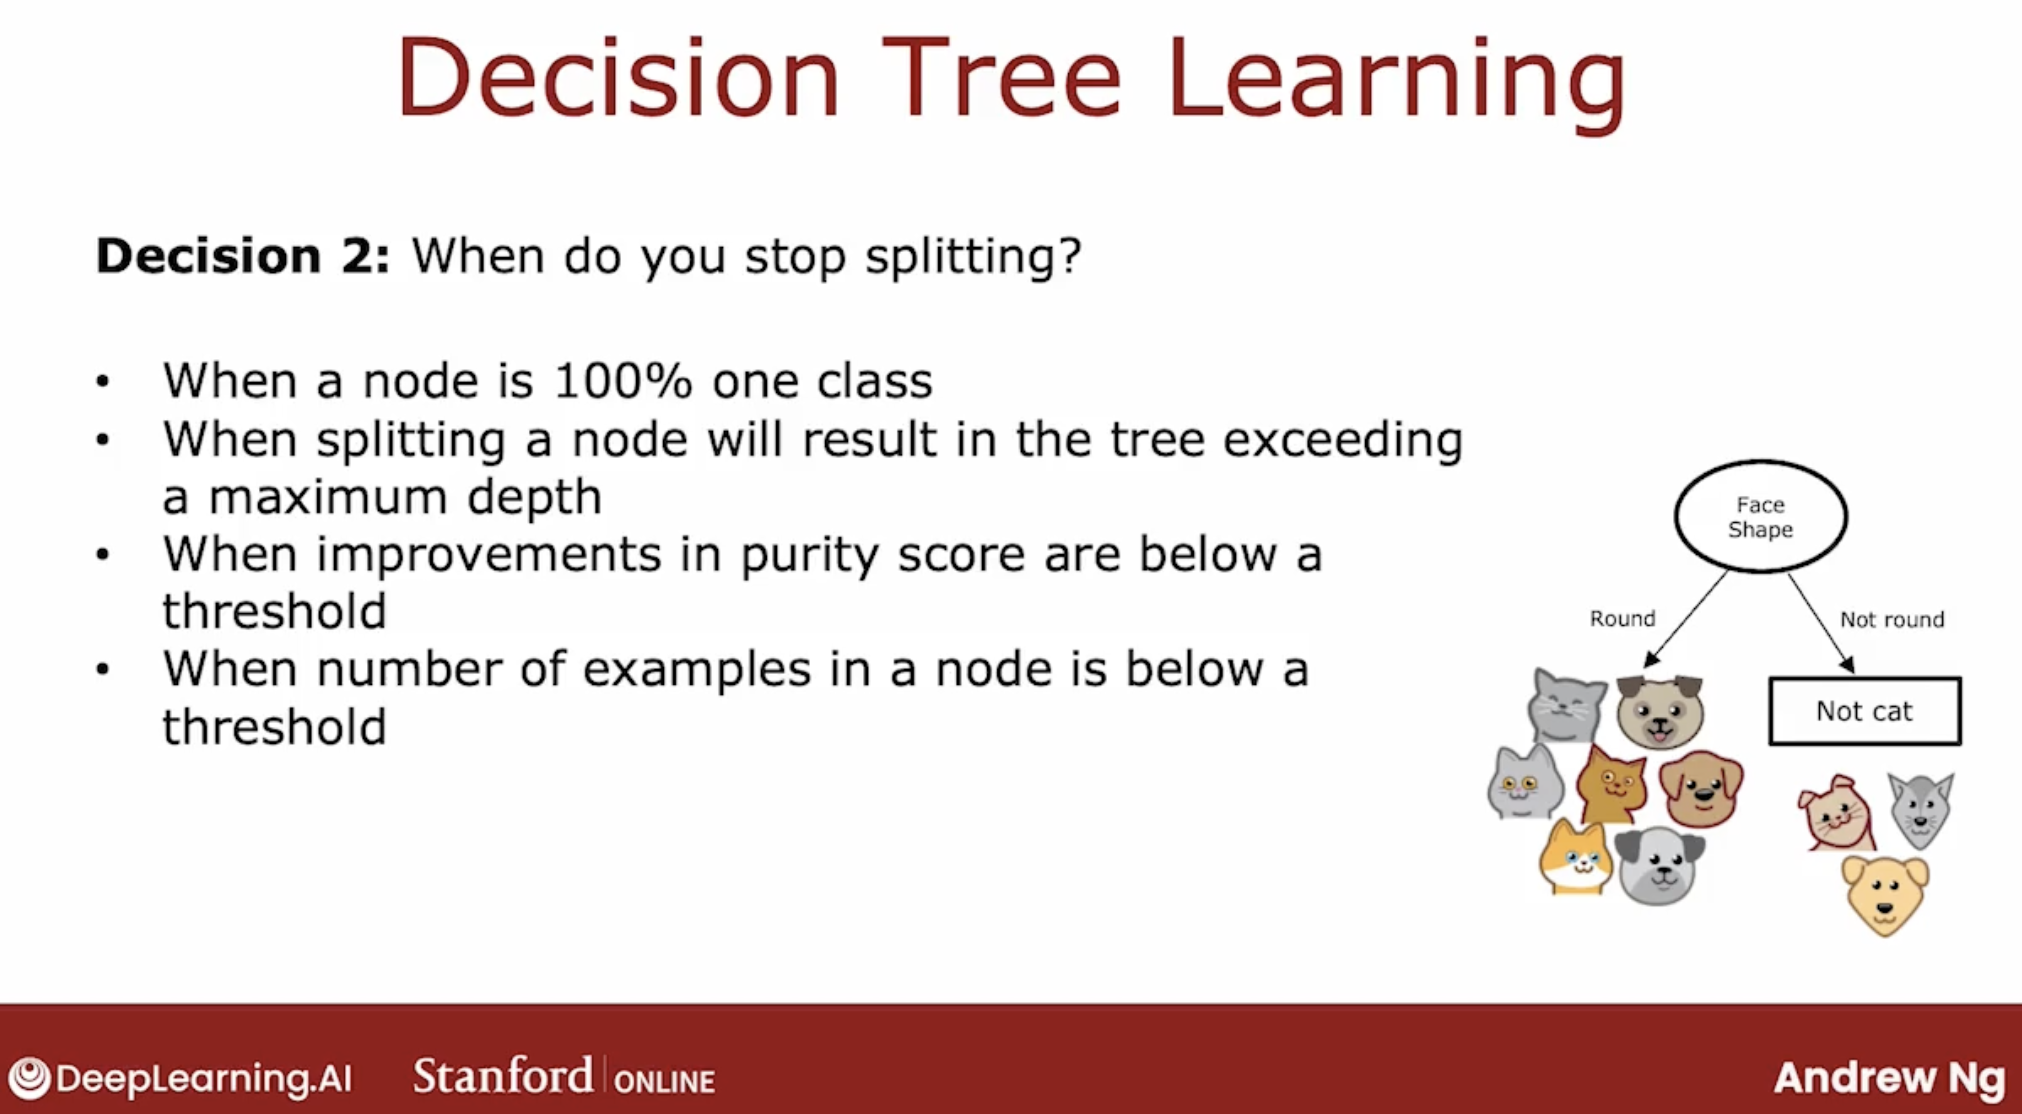 Decision Tree Learning
Decision 2: When do you stop splitting?
• When a node is 100% one class
• When splitting a node will result in the tree exceeding
a maximum depth
• When improvements in purity score are below a
threshold
• When number of examples in a node is below a
threshold
Face
Shape
Round
Not round
Not cat
DeepLearning.AI
Stanford | ONLINE
Andrew Ng